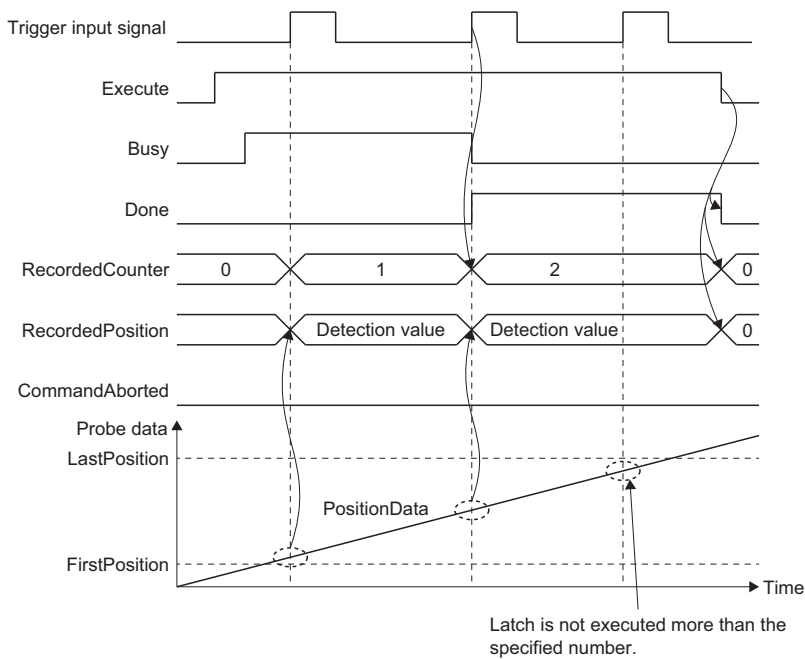 Trigger input signal
Execute
Busy
Done
RecordedCounter
0 1 2 0
RecordedPosition
Detection value Detection value 0
CommandAborted
Probe data
LastPosition
PositionData
FirstPosition
Time
Latch is not executed more than the
specified number.